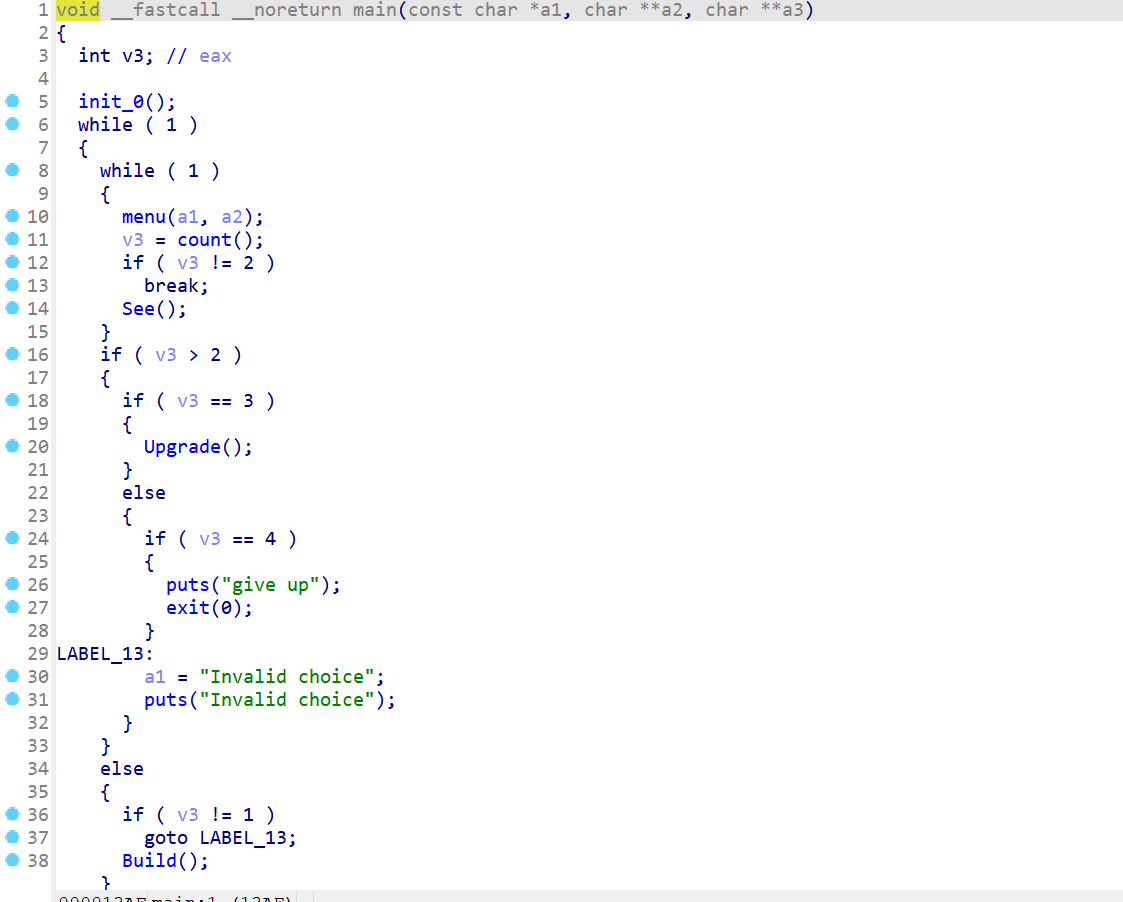 1 void __fastcall __noreturn main(const char *a1, char **a2, char **a3)
2 {
3 int v3; // eax
4
5 init_0();
6 while ( 1 )
7 {
8 while ( 1 )
9 {
10 menu(a1, a2);
11 v3 = count();
12 if ( v3 != 2 )
13 break;
14 See();
15 }
16 if ( v3 > 2 )
17 {
18 if ( v3 == 3 )
19 {
20 Upgrade();
21 }
22 else
23 {
24 if ( v3 == 4 )
25 {
26 puts("give up");
27 exit(0);
28 }
29 LABEL_13:
30 a1 = "Invalid choice";
31 puts("Invalid choice");
32 }
33 }
34 else
35 {
36 if ( v3 != 1 )
37 goto LABEL_13;
38 Build();
}